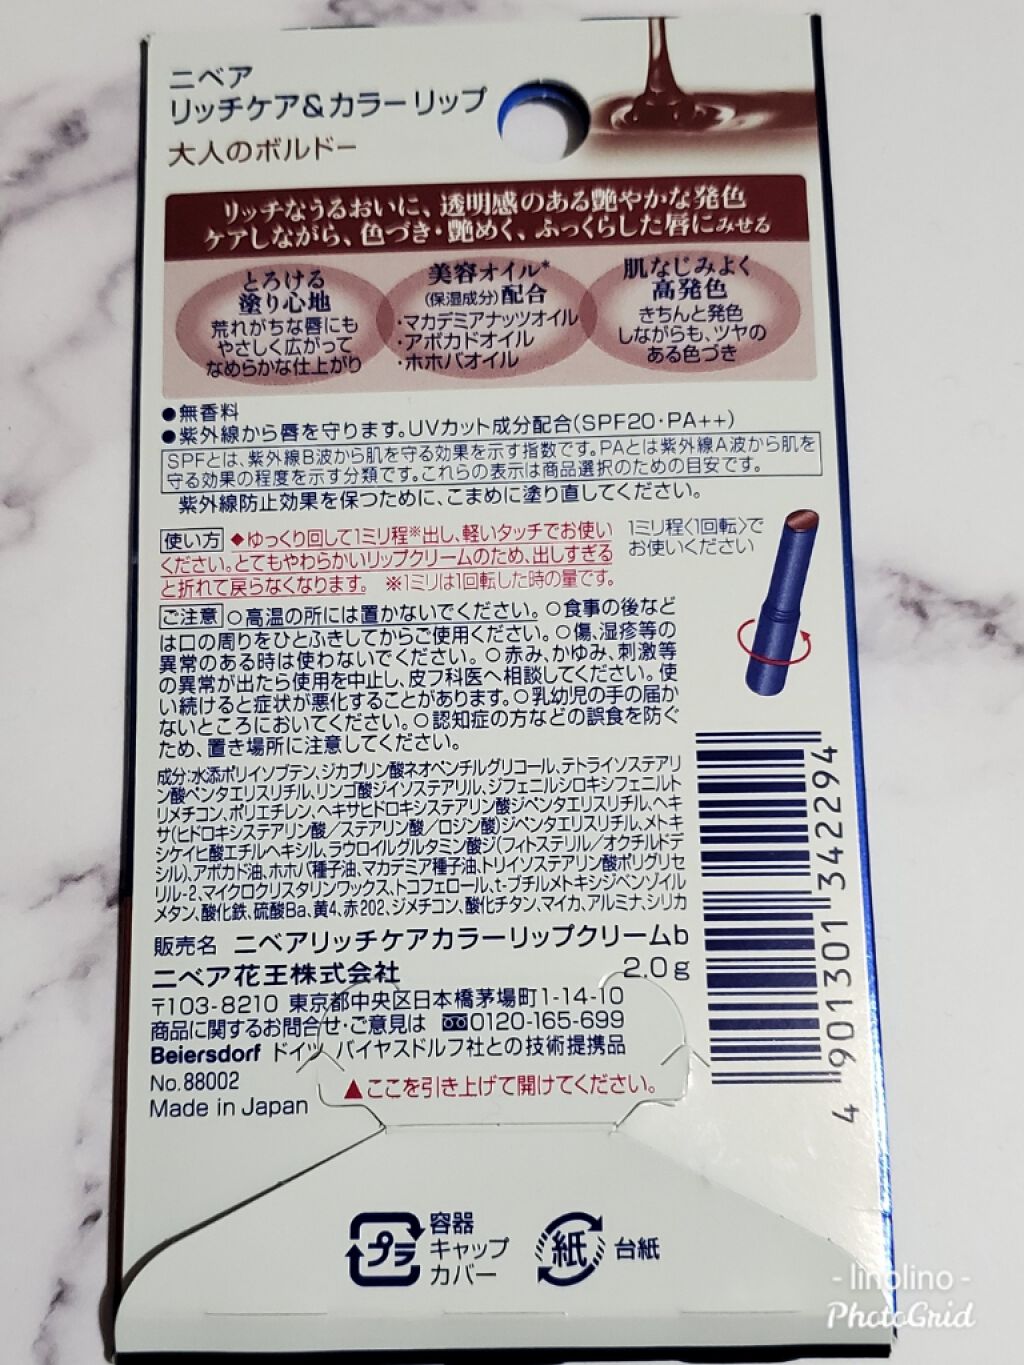 ニベア
リッチケア&カラーリップ
大人のボルドー
リッチなうるおいに、透明感のある艶やかな発色
ケアしながら、色づき・艶めく、ふっくらした唇にみせる
とろける
塗り心地
荒れがちな唇にも
やさしく広がって
なめらかな仕上がり
美容オイル*
(保湿成分)配合
・マカデミアナッツオイル
・アボカドオイル
・ホホバオイル
肌なじみよく
高発色
きちんと発色
しながらも、ツヤの
ある色づき
●無香料
●紫外線から唇を守ります。UVカット成分配合(SPF20・PA++)
SPFとは、紫外線B波から肌を守る効果を示す指数です。PAとは紫外線A波から肌を
守る効果の程度を示す分類です。これらの表示は商品選択のための目安です。
紫外線防止効果を保つために、こまめに塗り直してください。
使い方 ◆ゆっくり回して1ミリ程※出し、軽いタッチでお使い
ください。とてもやわらかいリップクリームのため、出しすぎる
と折れて戻らなくなります。 ※1ミリは1回転した時の量です。
1ミリ程〈1回転〉で
お使いください
ご注意 ○高温の所には置かないでください。○食事の後など
は口の周りをひとふきしてからご使用ください。○傷、湿疹等の
異常のある時は使わないでください。○赤み、かゆみ、刺激等
の異常が出たら使用を中止し、皮フ科医へ相談してください。使
い続けると症状が悪化することがあります。○乳幼児の手の届か
ないところにおいてください。○認知症の方などの誤食を防ぐ
ため、置き場所に注意してください。
成分:水添ポリイソブテン、ジカプリン酸ネオペンチルグリコール、テトライソステアリ
ン酸ペンタエリスリチル、リンゴ酸ジイソステアリル、ジフェニルシロキシフェニルト
リメチコン、ポリエチレン、ヘキサヒドロキシステアリン酸ジペンタエリスリチル、ヘキ
サ(ヒドロキシステアリン酸/ステアリン酸/ロジン酸)ジペンタエリスリチル、メトキ
シケイヒ酸エチルヘキシル、ラウロイルグルタミン酸ジ(フィトステリル/オクチルドデ
シル)、アボカド油、ホホバ種子油、マカデミア種子油、トリイソステアリン酸ポリグリセ
リル-2、マイクロクリスタリンワックス、トコフェロール、t-ブチルメトキシジベンゾイル
メタン、酸化鉄、硫酸Ba、黄4、赤202、ジメチコン、酸化チタン、マイカ、アルミナ、シリカ
販売名 ニベアリッチケアカラーリップクリームb
ニベア花王株式会社 2.0g
〒103-8210 東京都中央区日本橋茅場町1-14-10
商品に関するお問合せ・ご意見は 0120-165-699
Beiersdorf ドイツ バイヤスドルフ社との技術提携品
No.88002
Made in Japan
▲ここを引き上げて開けてください。
4 901301 342294
プラ
容器
キャップ
カバー
紙
台紙
- linolino -
PhotoGrid